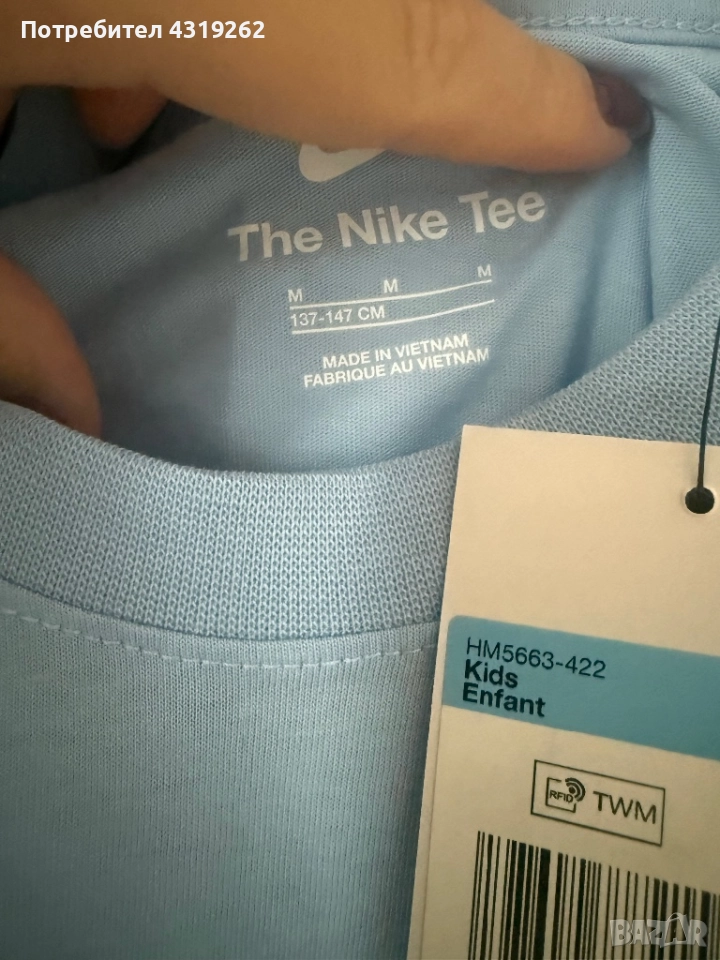 Потребител 4319262
The Nike Tee
M M M
137-147 CM
MADE IN VIETNAM
FABRIQUE AU VIETNAM
HM5663-422
Kids
Enfant
RFID TWM
BAZAR